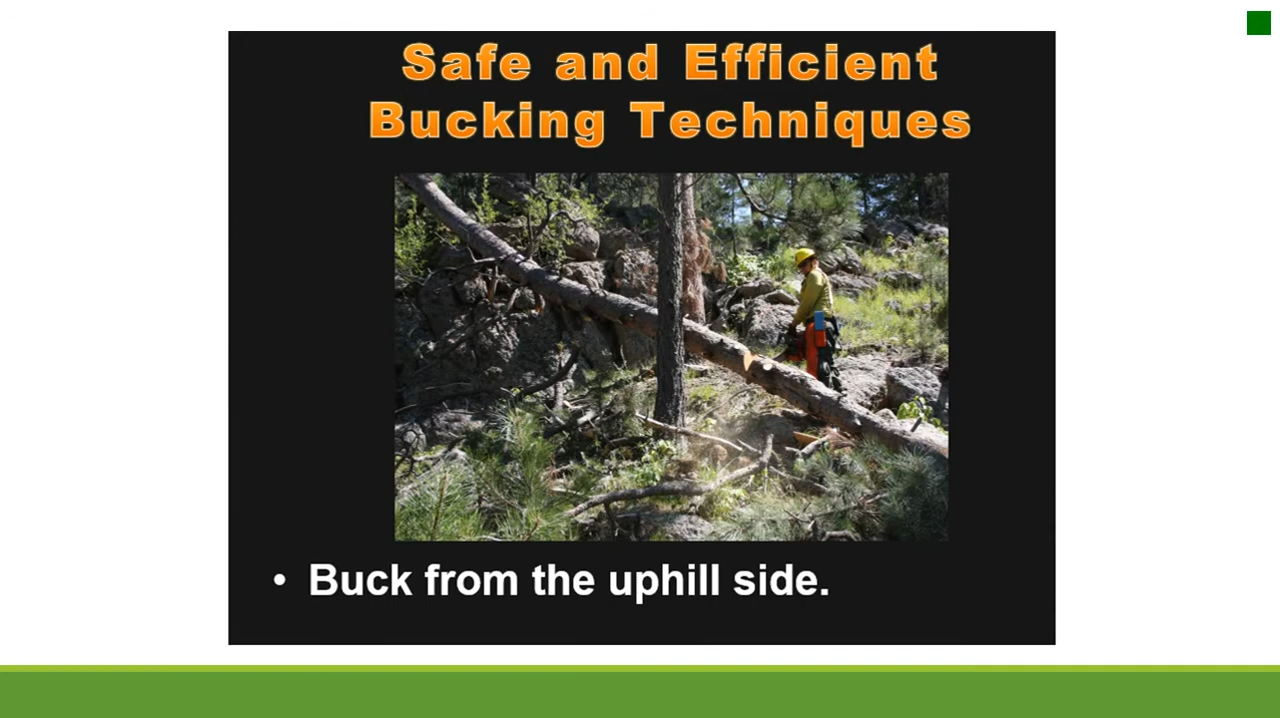 Safe and Efficient
Bucking Techniques
• Buck from the uphill side.